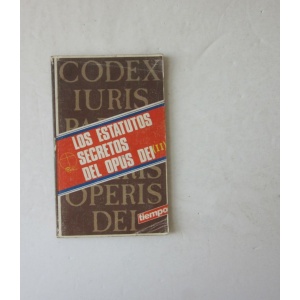 CODEX
IURIS
LOS ESTATUTOS
SECRETOS
DEL OPUS DEI
OPERIS
DEI
tiempo